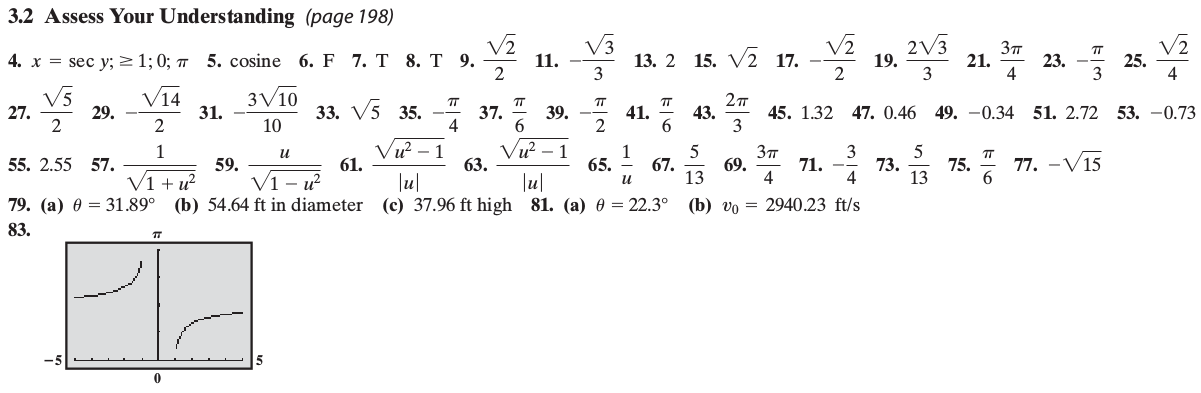 3.2 Assess Your Understanding (page 198)
4. x = sec y; ≥ 1; 0; π 5. cosine 6. F 7. T 8. T 9. √2/2 11. −√3/3 13. 2 15. √2 17. −√2/2 19. 2√3/3 21. 3π/4 23. −π/3 25. √2/4
27. √5/2 29. −√14/2 31. −3√10/10 33. √5 35. −π/4 37. π/6 39. −π/2 41. π/6 43. 2π/3 45. 1.32 47. 0.46 49. −0.34 51. 2.72 53. −0.73
55. 2.55 57. 1/√(1 + u²) 59. u/√(1 − u²) 61. √(u² − 1)/|u| 63. √(u² − 1)/|u| 65. 1/u 67. 5/13 69. 3π/4 71. −3/4 73. 5/13 75. π/6 77. −√15
79. (a) θ = 31.89° (b) 54.64 ft in diameter (c) 37.96 ft high 81. (a) θ = 22.3° (b) v₀ = 2940.23 ft/s
83.
π
−5 5
0